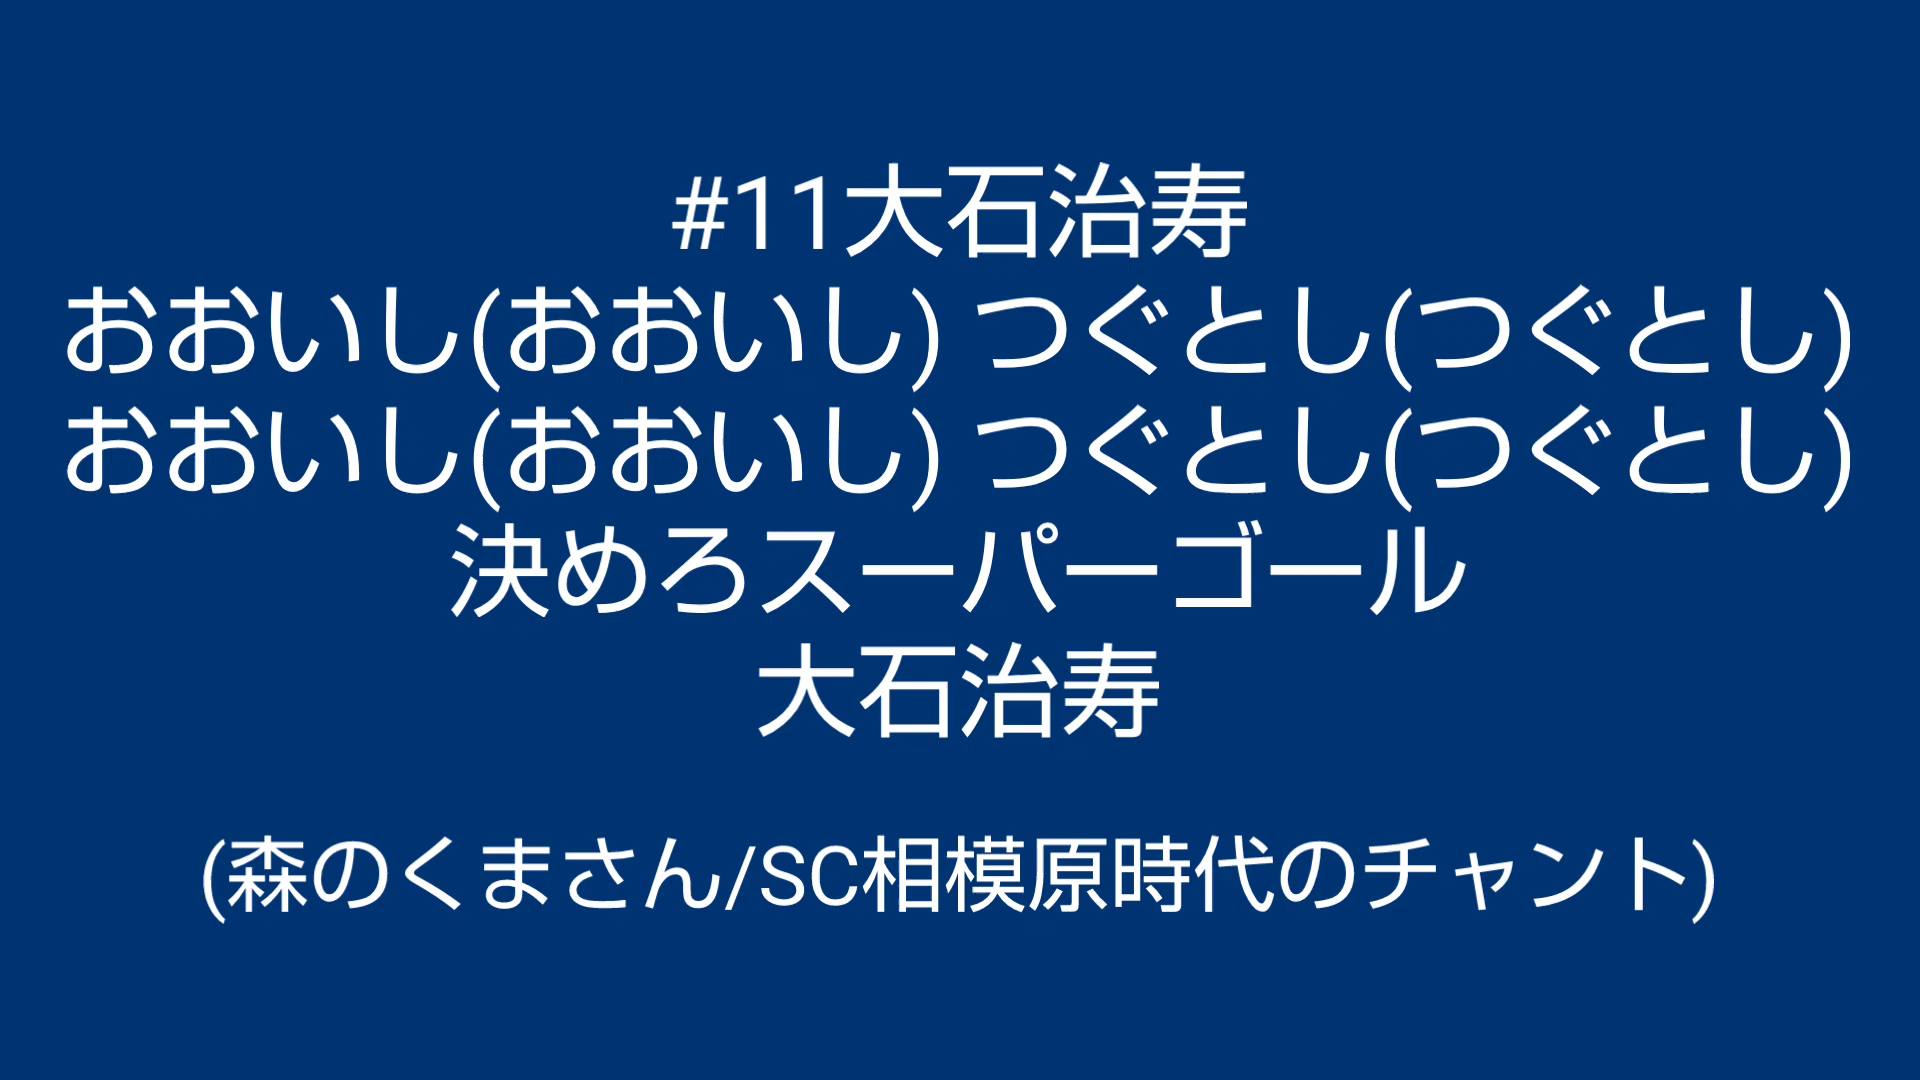 #11大石治寿
おおいし(おおいし) つぐとし(つぐとし)
おおいし(おおいし) つぐとし(つぐとし)
決めろスーパーゴール
大石治寿
(森のくまさん/SC相模原時代のチャント)